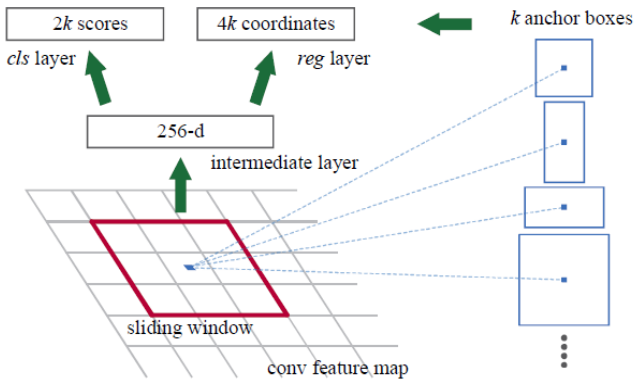 2k scores
4k coordinates
k anchor boxes
cls layer
reg layer
256-d
intermediate layer
sliding window
conv feature map